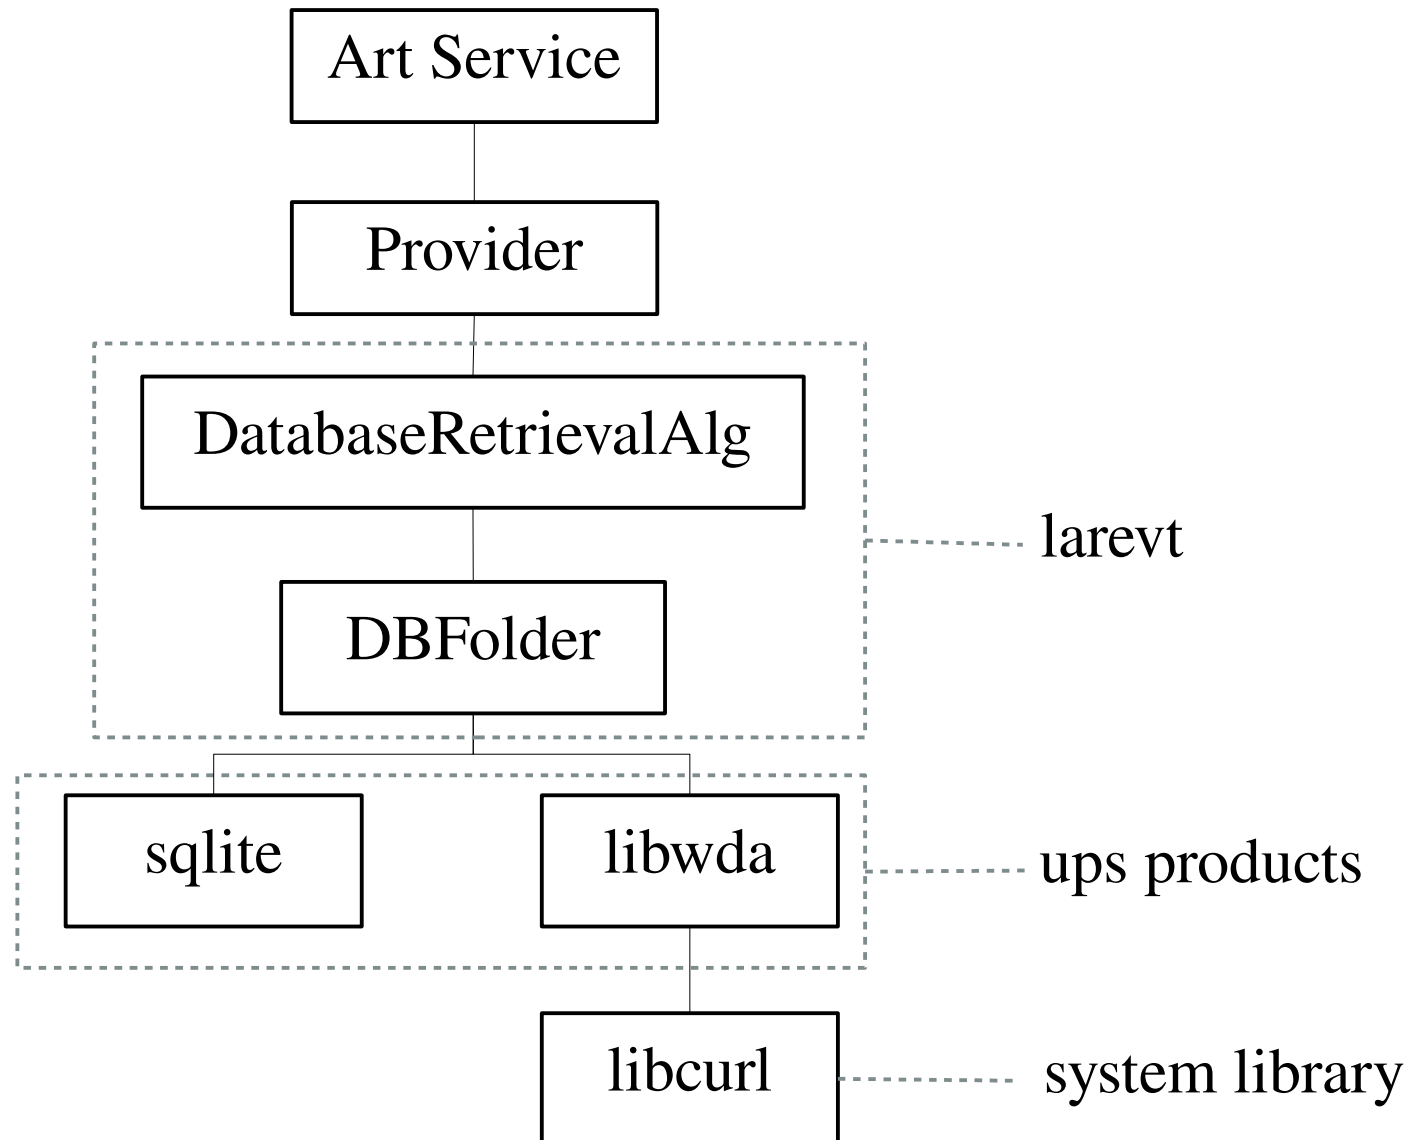 Art Service
Provider
DatabaseRetrievalAlg
larevt
DBFolder
sqlite
libwda
ups products
libcurl
system library